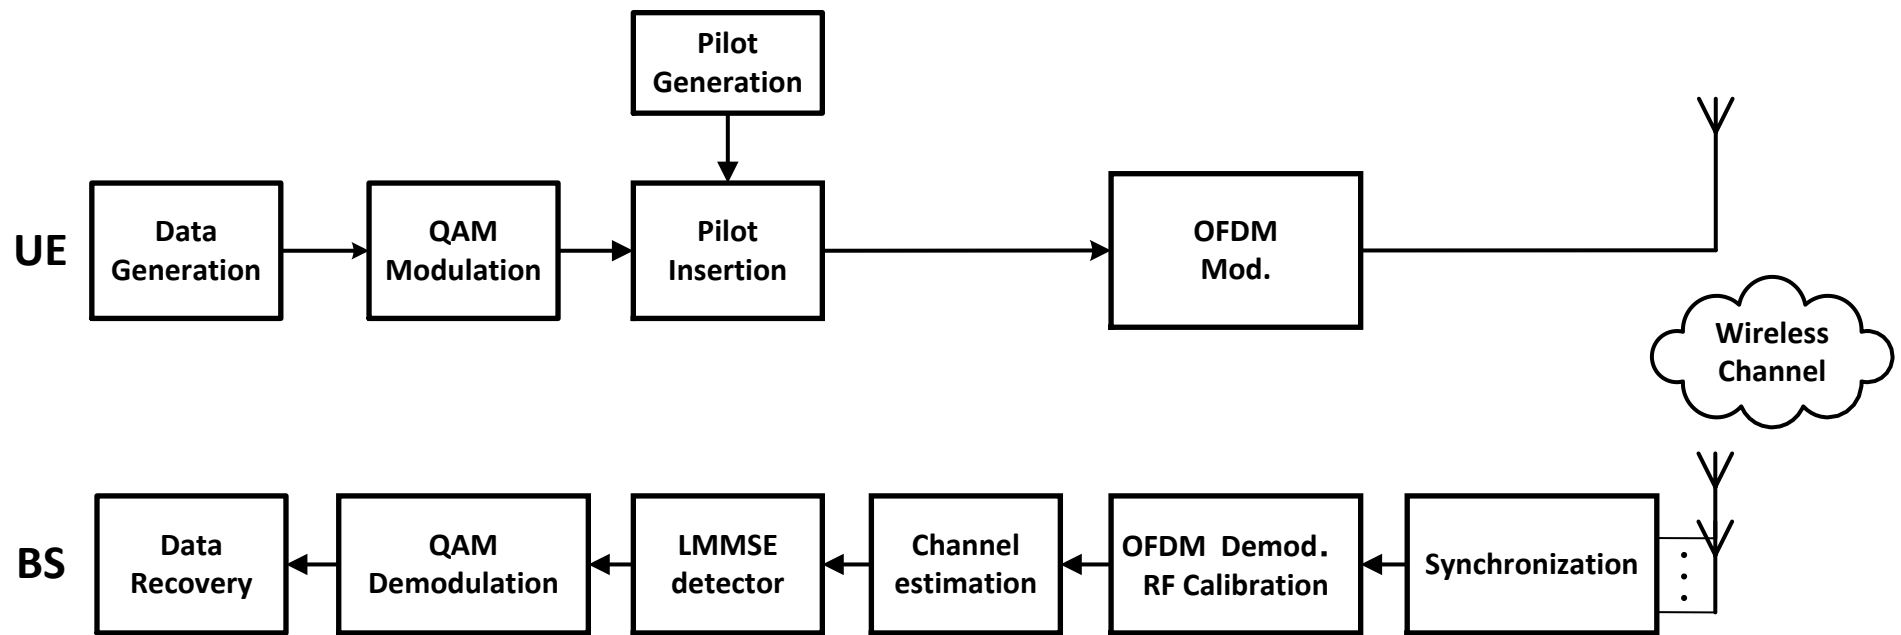 Pilot
Generation
UE
Data
Generation
QAM
Modulation
Pilot
Insertion
OFDM
Mod.
Wireless
Channel
BS
Data
Recovery
QAM
Demodulation
LMMSE
detector
Channel
estimation
OFDM Demod.
RF Calibration
Synchronization